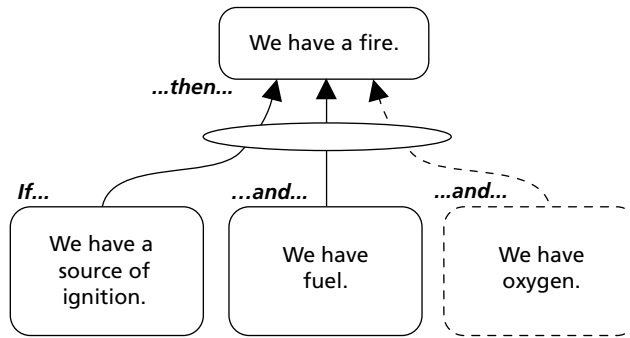 We have a fire.
...then...
If...
...and...
...and...
We have a
source of
ignition.
We have
fuel.
We have
oxygen.